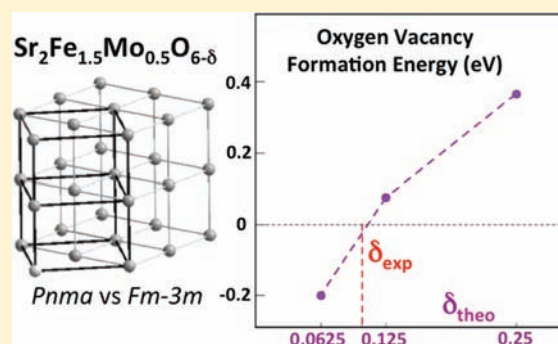 Sr₂Fe₁.₅Mo₀.₅O₆₋δ
Pnma vs Fm-3m
Oxygen Vacancy
Formation Energy (eV)
0.4
0.2
0
-0.2
δexp
δtheo
0.0625 0.125 0.25